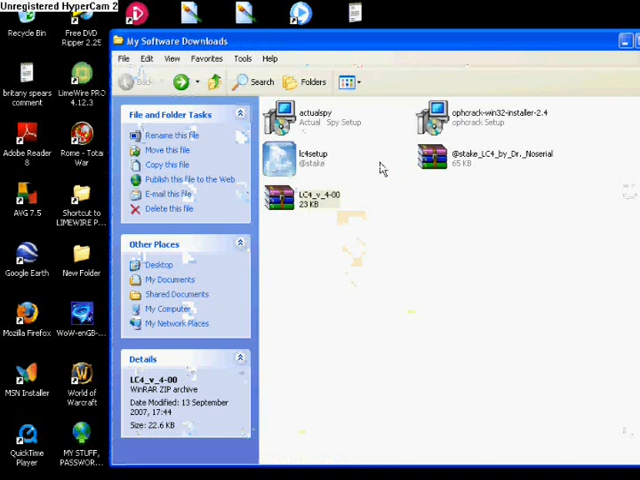 Unregistered HyperCam 2
Recycle Bin
Free DVD
Ripper 2.25
britany spears
comment
LimeWire PRO
4.12.3
Adobe Reader
8
Rome - Total
War
AVG 7.5
Shortcut to
LIMEWIRE P...
Google Earth
New Folder
Mozilla Firefox
WoW-enGB-...
MSN Installer
World of
Warcraft
QuickTime
Player
MY STUFF,
PASSWOR...
My Software Downloads
File Edit View Favorites Tools Help
Back Search Folders
File and Folder Tasks
Rename this file
Move this file
Copy this file
Publish this file to the Web
E-mail this file
Delete this file
Other Places
Desktop
My Documents
Shared Documents
My Computer
My Network Places
Details
LC4_v_4-00
WinRAR ZIP archive
Date Modified: 13 September
2007, 17:44
Size: 22.6 KB
actualspy
Actual Spy Setup
ophcrack-win32-installer-2.4
ophcrack Setup
lc4setup
@stake
@stake_LC4_by_Dr._Noserial
65 KB
LC4_v_4-00
23 KB